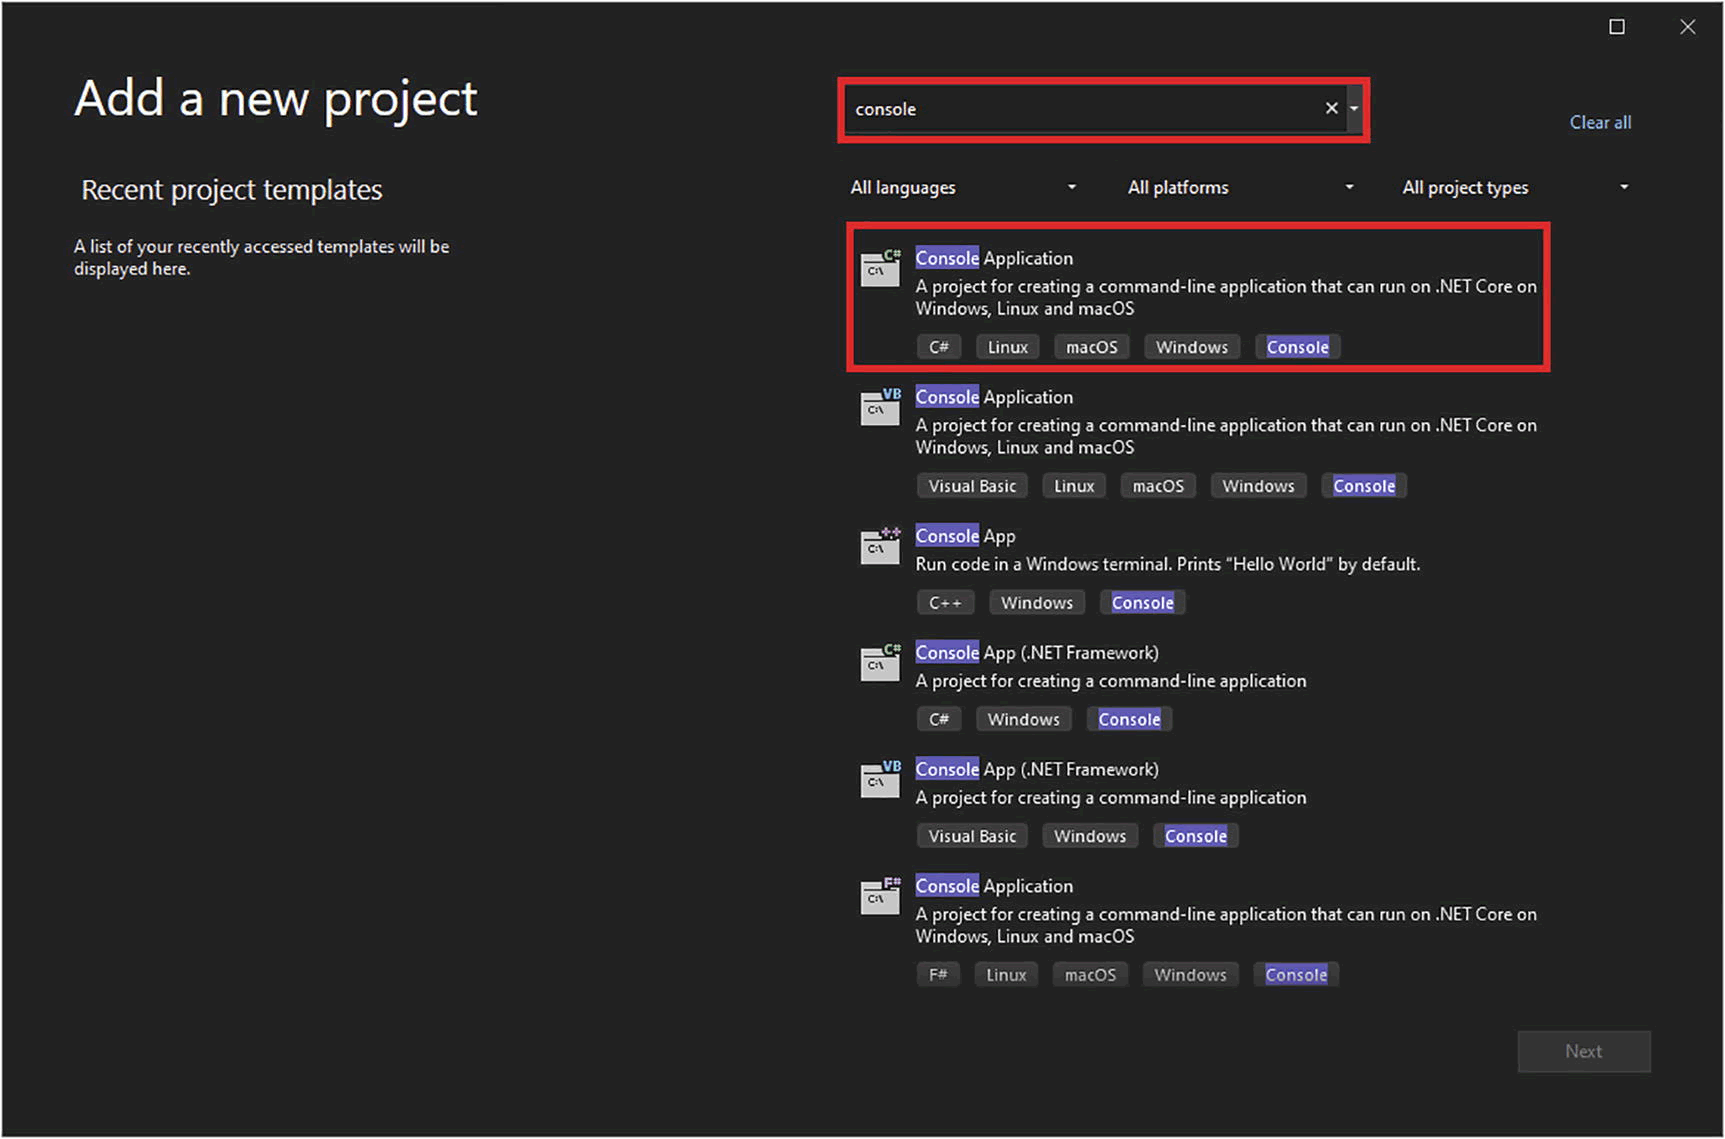 Add a new project
console
Clear all
Recent project templates
All languages
All platforms
All project types
A list of your recently accessed templates will be
displayed here.
C#
C:\
Console Application
A project for creating a command-line application that can run on .NET Core on
Windows, Linux and macOS
C# Linux macOS Windows Console
VB
C:\
Console Application
A project for creating a command-line application that can run on .NET Core on
Windows, Linux and macOS
Visual Basic Linux macOS Windows Console
++
C:\
Console App
Run code in a Windows terminal. Prints "Hello World" by default.
C++ Windows Console
C#
C:\
Console App (.NET Framework)
A project for creating a command-line application
C# Windows Console
VB
C:\
Console App (.NET Framework)
A project for creating a command-line application
Visual Basic Windows Console
F#
C:\
Console Application
A project for creating a command-line application that can run on .NET Core on
Windows, Linux and macOS
F# Linux macOS Windows Console
Next